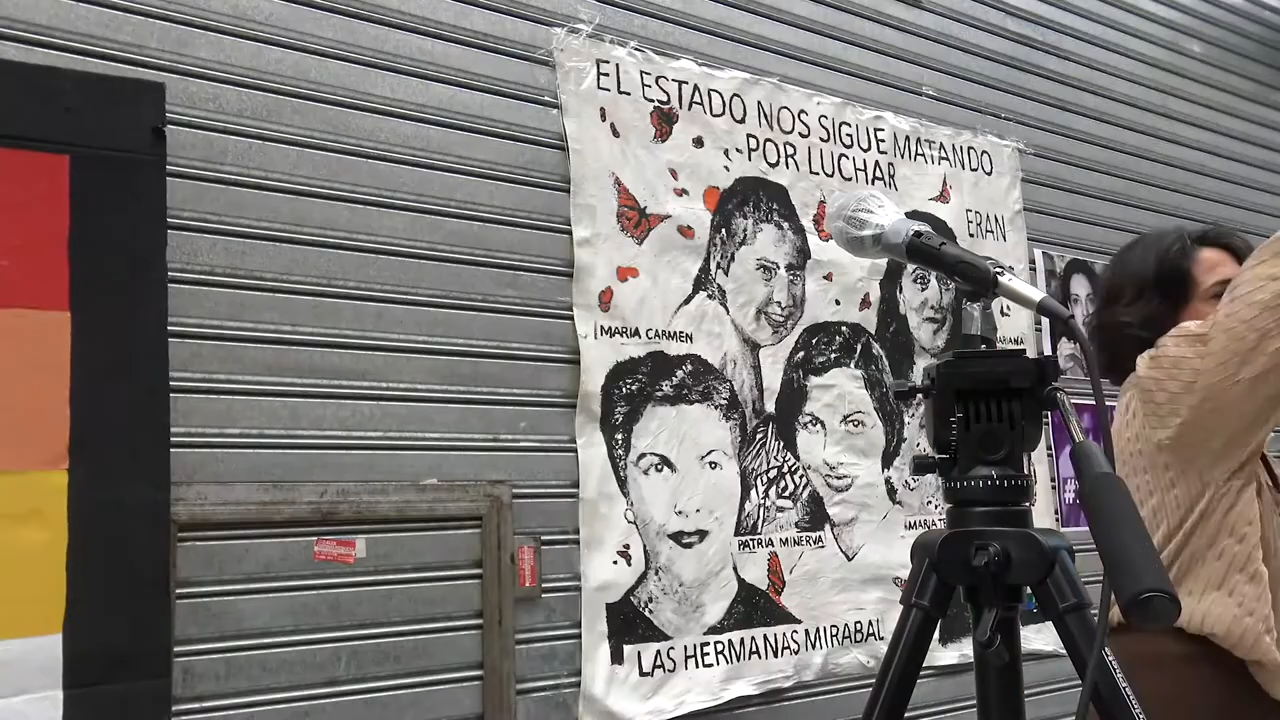 EL ESTADO NOS SIGUE MATANDO
POR LUCHAR
ERAN
MARIA CARMEN
PATRIA MINERVA
LAS HERMANAS MIRABAL